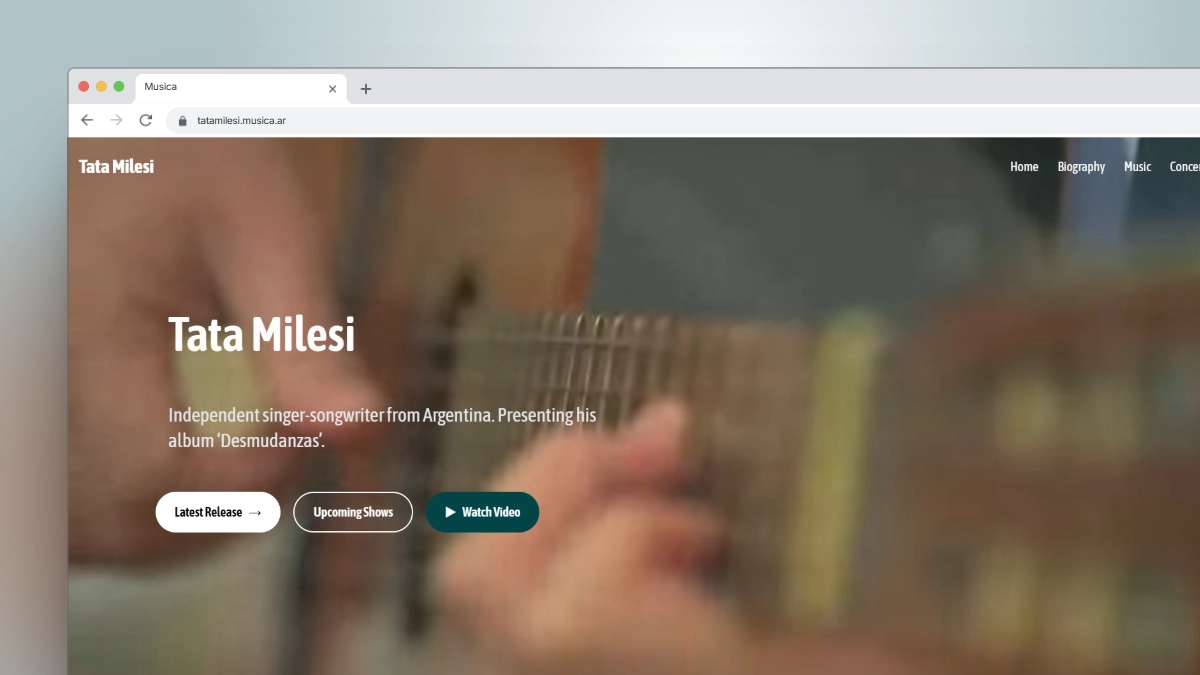 Musica
tatamilesi.musica.ar
Tata Milesi
Home Biography Music
Tata Milesi
Independent singer-songwriter from Argentina. Presenting his
album ‘Desmudanzas’.
Latest Release → Upcoming Shows Watch Video